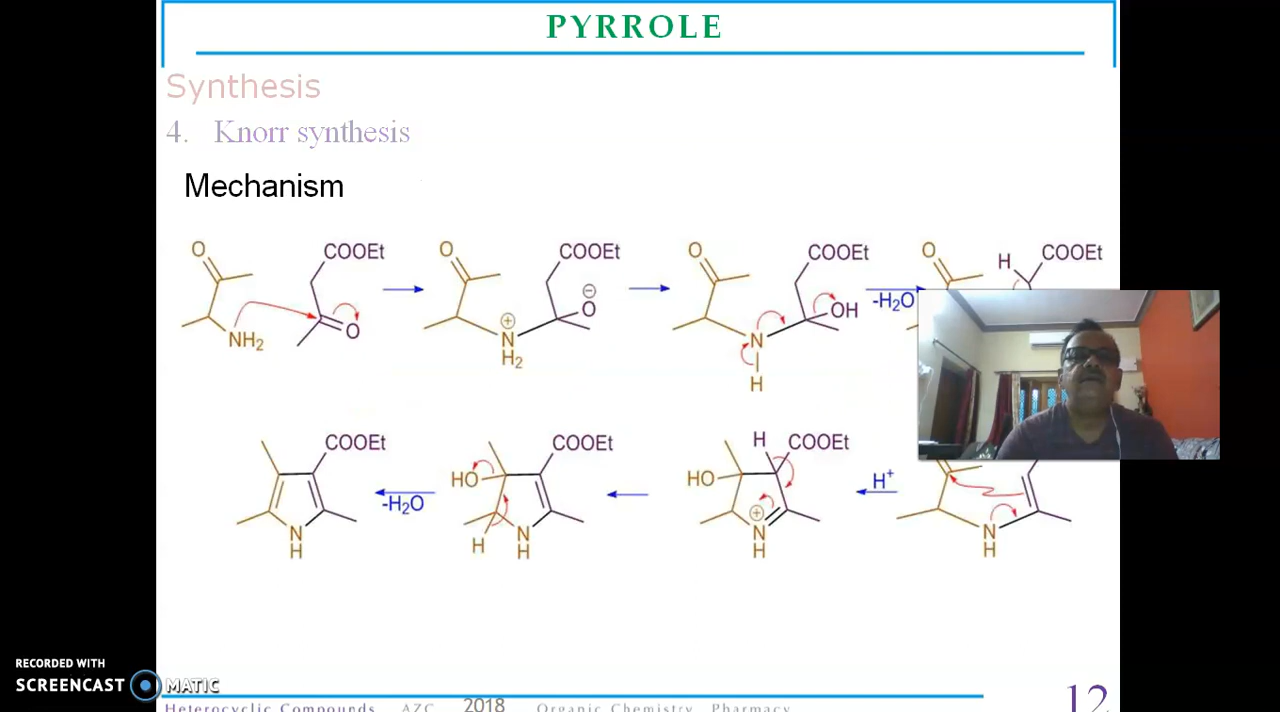 PYRROLE
Synthesis
4. Knorr synthesis
Mechanism
O COOEt O COOEt O COOEt O H COOEt
NH2 O ⊕ N H2 ⊖ O N H OH -H2O
COOEt HO COOEt HO H COOEt H+
N H -H2O H N H ⊕ N H N H
RECORDED WITH
SCREENCAST MATIC
Heterocyclic Compounds AZC 2018 Organic Chemistry Pharmacy 12